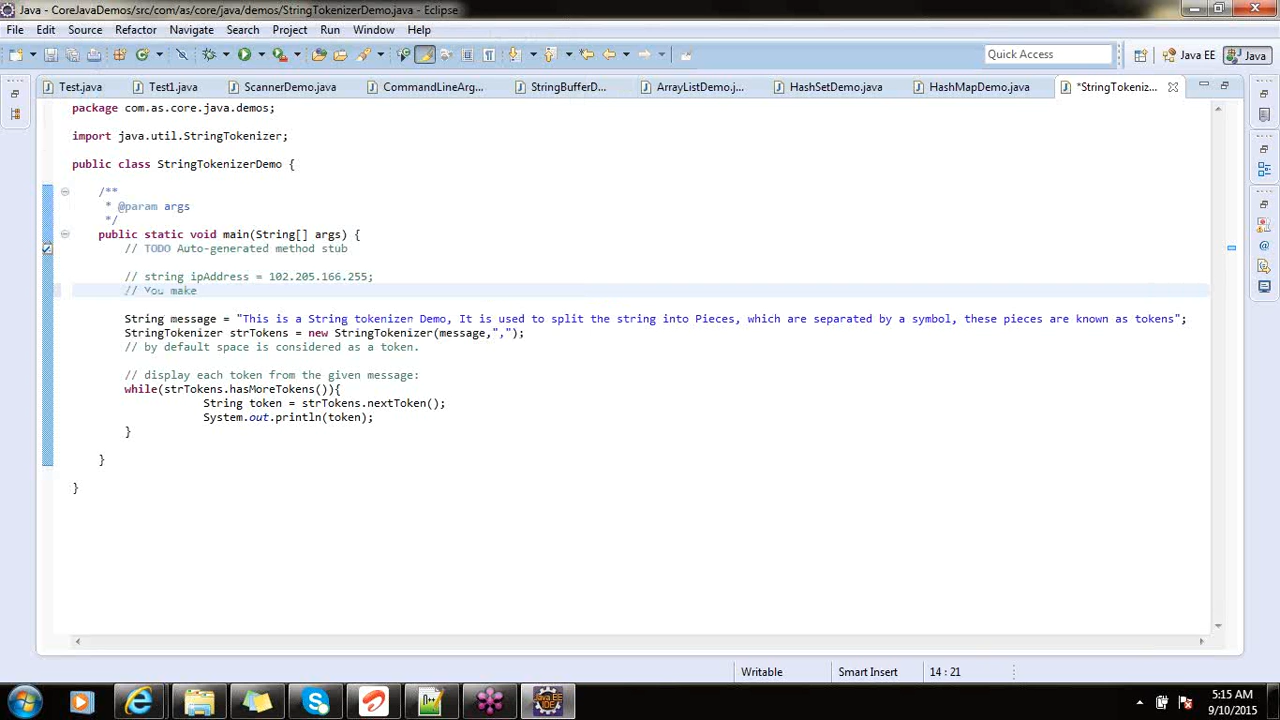 Java - CoreJavaDemos/src/com/as/core/java/demos/StringTokenizerDemo.java - Eclipse
File Edit Source Refactor Navigate Search Project Run Window Help
Quick Access Java EE Java
Test.java Test1.java ScannerDemo.java CommandLineArg... StringBufferD... ArrayListDemo.j... HashSetDemo.java HashMapDemo.java *StringTokeniz...
package com.as.core.java.demos;
import java.util.StringTokenizer;
public class StringTokenizerDemo {
/**
* @param args
*/
public static void main(String[] args) {
// TODO Auto-generated method stub
// string ipAddress = 102.205.166.255;
// You make
String message = "This is a String tokenizer Demo, It is used to split the string into Pieces, which are separated by a symbol, these pieces are known as tokens";
StringTokenizer strTokens = new StringTokenizer(message,",");
// by default space is considered as a token.
// display each token from the given message:
while(strTokens.hasMoreTokens()){
String token = strTokens.nextToken();
System.out.println(token);
}
}
}
Writable Smart Insert 14 : 21
5:15 AM
9/10/2015